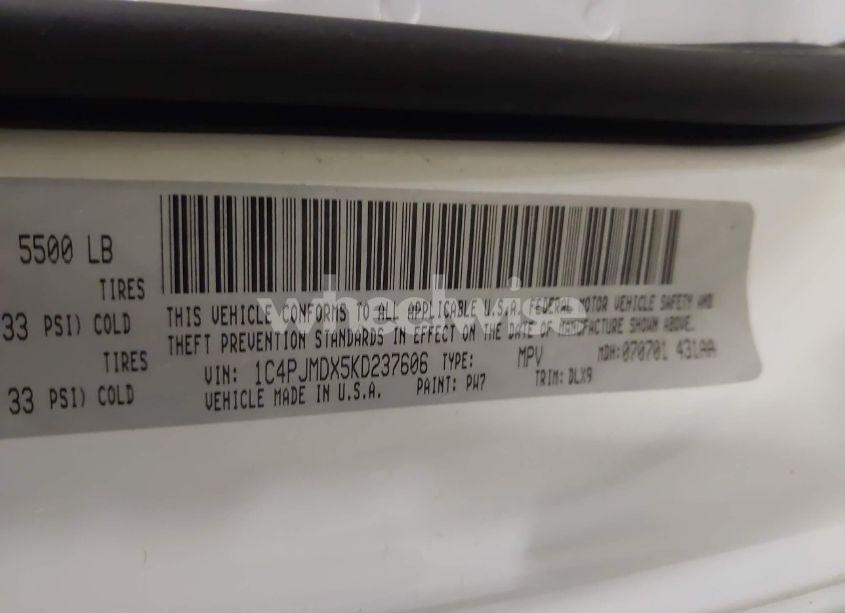 5500 LB
TIRES
33 PSI) COLD
TIRES
33 PSI) COLD
THIS VEHICLE CONFORMS TO ALL APPLICABLE U.S.A. FEDERAL MOTOR VEHICLE SAFETY AND
THEFT PREVENTION STANDARDS IN EFFECT ON THE DATE OF MANUFACTURE SHOWN ABOVE.
VIN: 1C4PJMDX5KD237606 TYPE: MPV MDH:070701 431AA
VEHICLE MADE IN U.S.A. PAINT: PW7 TRIM: DLX9
wheelwise